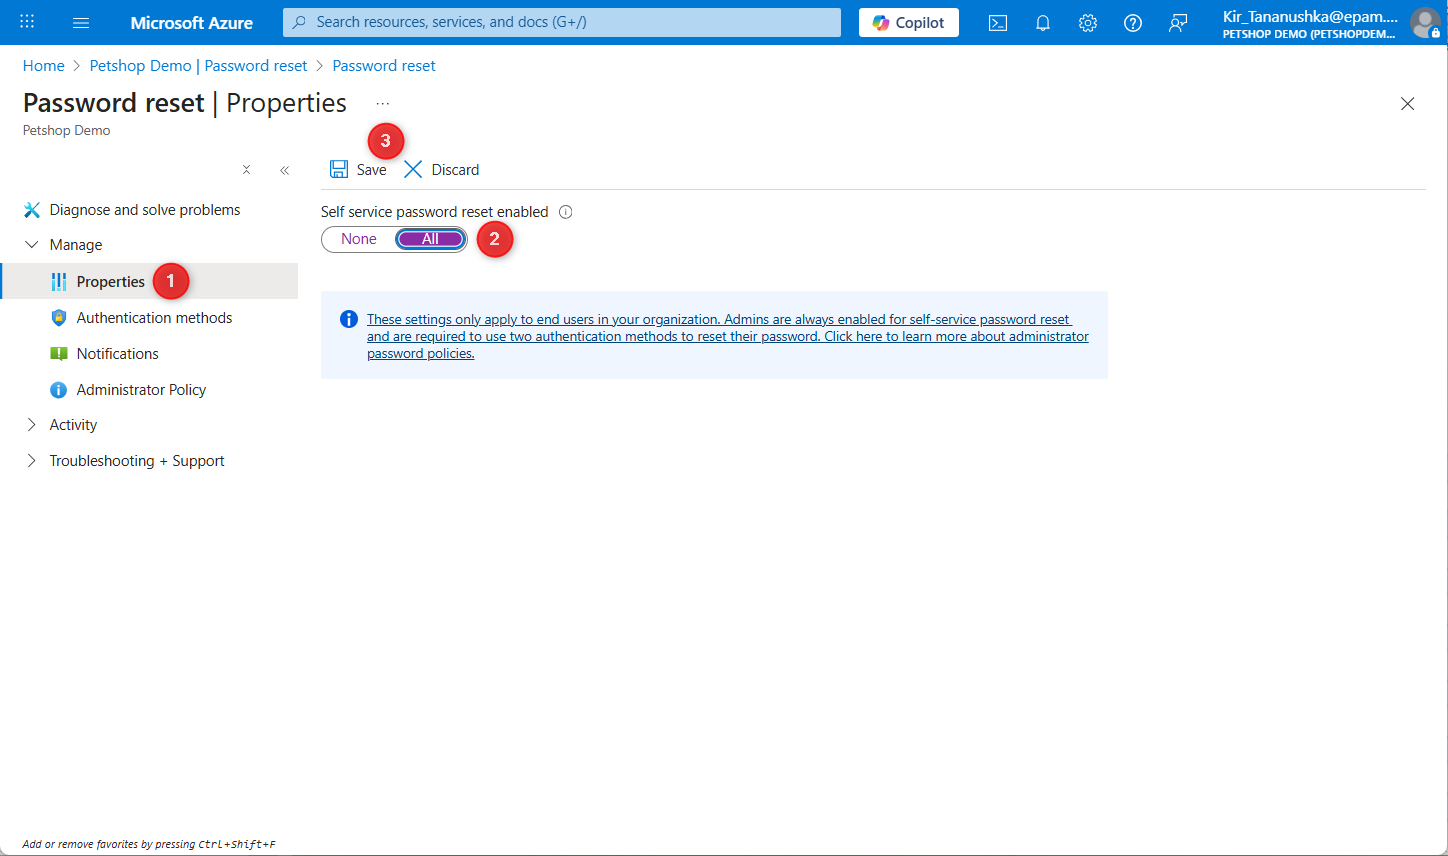 Microsoft Azure
Search resources, services, and docs (G+/)
Copilot
Kir_Tananushka@epam....
PETSHOP DEMO (PETSHOPDEM...
Home > Petshop Demo | Password reset > Password reset
Password reset | Properties ...
Petshop Demo
3
Save
Discard
Diagnose and solve problems
Manage
Properties
1
Authentication methods
Notifications
Administrator Policy
Activity
Troubleshooting + Support
Self service password reset enabled
None
All
2
These settings only apply to end users in your organization. Admins are always enabled for self-service password reset
and are required to use two authentication methods to reset their password. Click here to learn more about administrator
password policies.
Add or remove favorites by pressing Ctrl+Shift+F